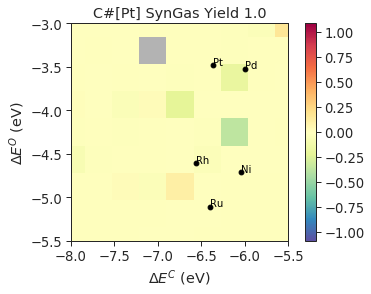 C#[Pt] SynGas Yield 1.0
−3.0
−3.5
−4.0
−4.5
−5.0
−5.5
ΔE^O (eV)
Pt
Pd
Rh
Ni
Ru
−8.0 −7.5 −7.0 −6.5 −6.0 −5.5
ΔE^C (eV)
1.00
0.75
0.50
0.25
0.00
−0.25
−0.50
−0.75
−1.00